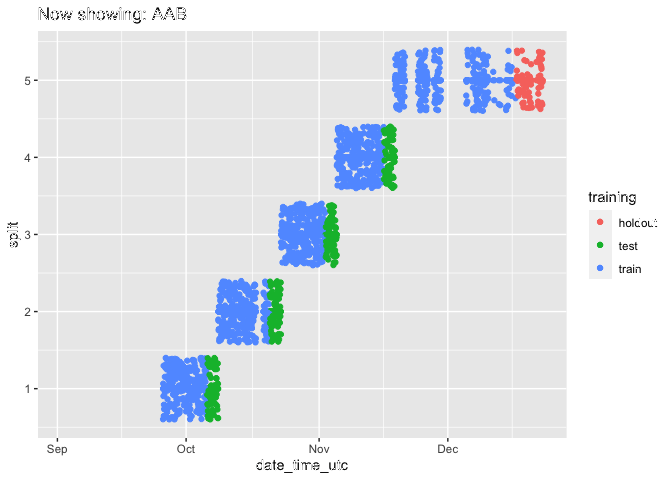 Now showing: AAB
5
4
3
2
1
split
Sep Oct Nov Dec
date_time_utc
training
holdout
test
train